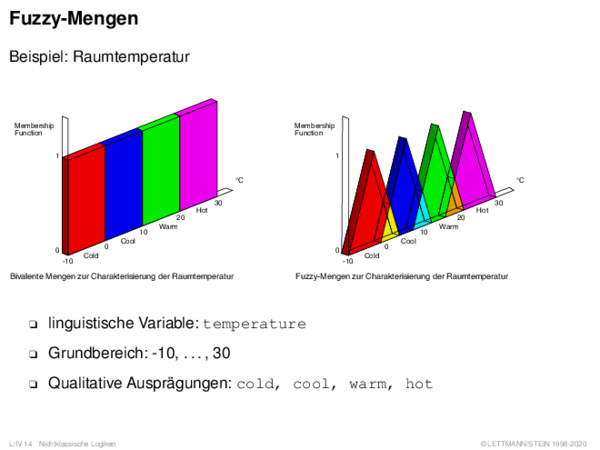 Fuzzy-Mengen
Beispiel: Raumtemperatur
Membership
Function
1
0
-10
Cold
0
Cool
10
Warm
20
Hot
30
°C
Bivalente Mengen zur Charakterisierung der Raumtemperatur
Membership
Function
1
0
-10
Cold
0
Cool
10
Warm
20
Hot
30
°C
Fuzzy-Mengen zur Charakterisierung der Raumtemperatur
❑ linguistische Variable: temperature
❑ Grundbereich: -10, . . . , 30
❑ Qualitative Ausprägungen: cold, cool, warm, hot
L:IV-14 Nichtklassische Logiken
© LETTMANN/STEIN 1998-2020